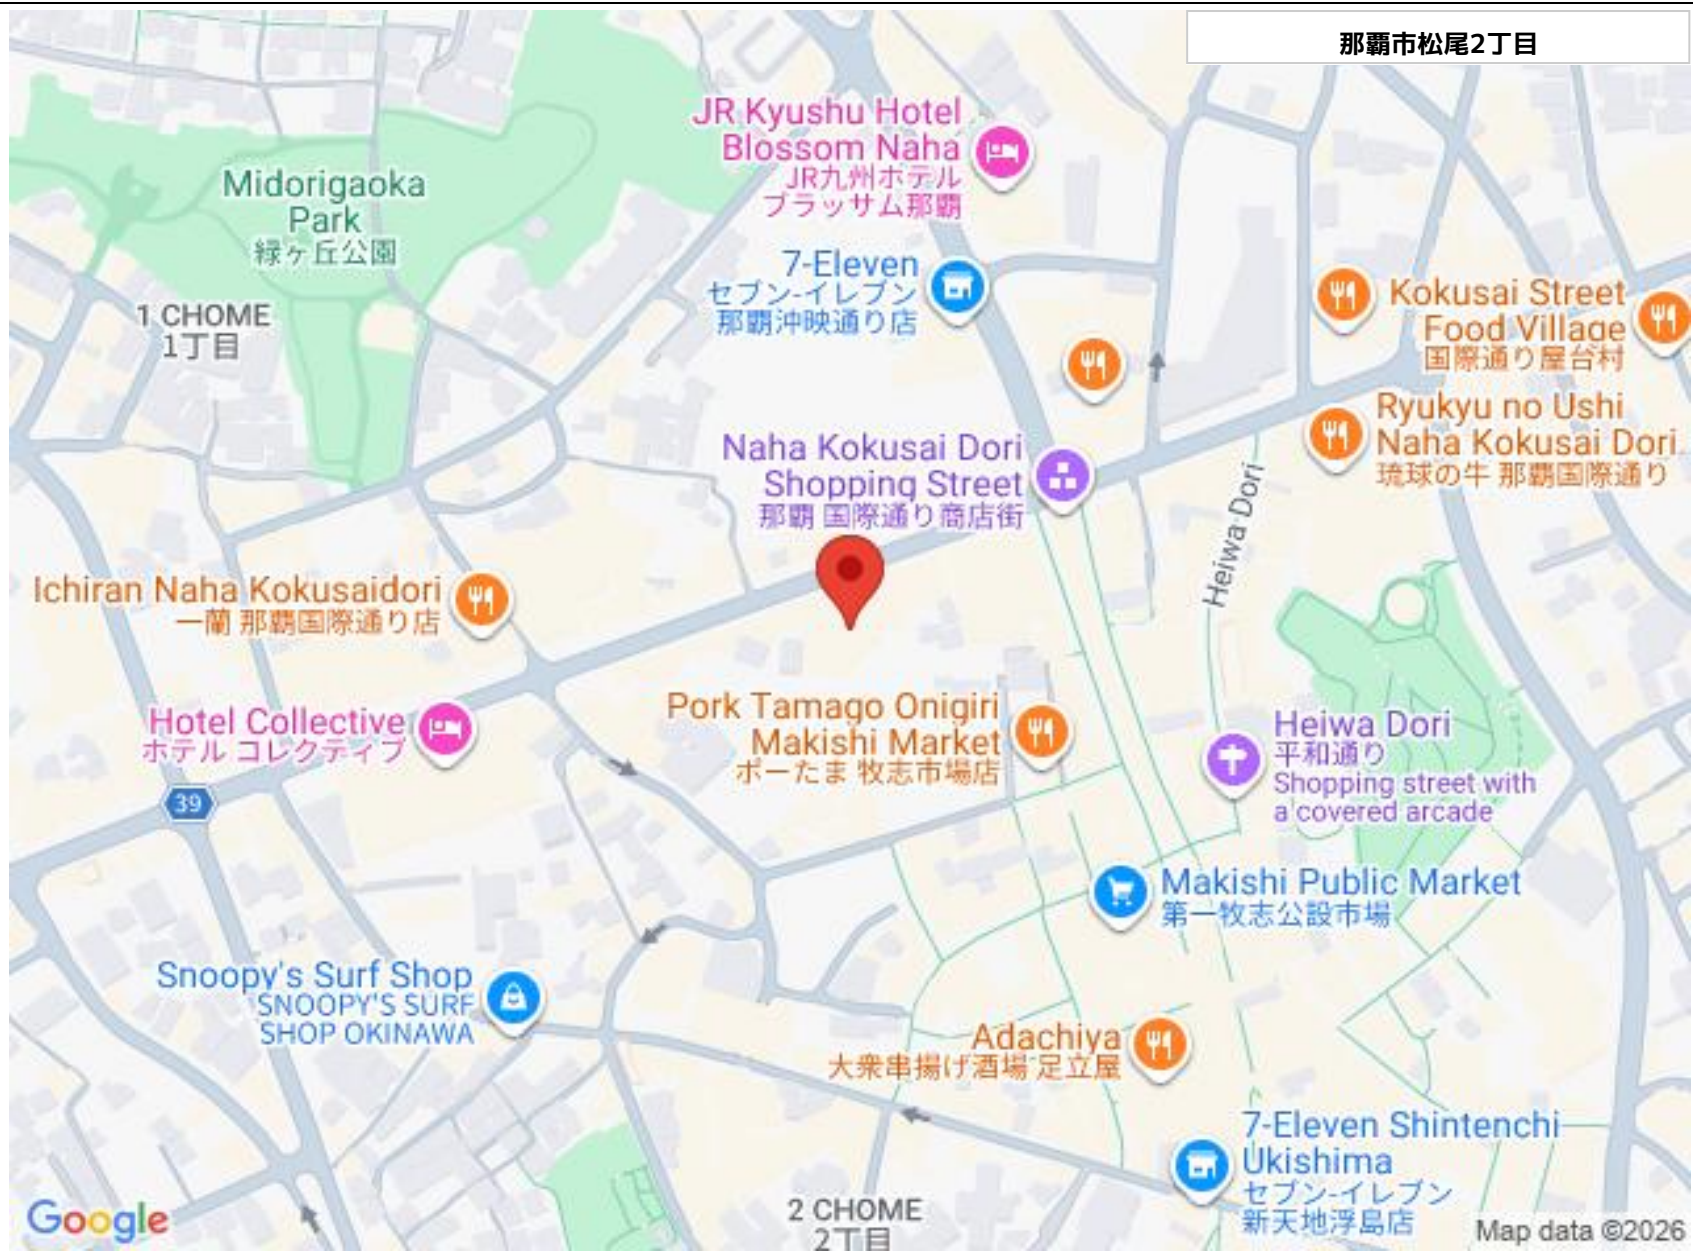 那覇市松尾2丁目
JR Kyushu Hotel
Blossom Naha
JR九州ホテル
ブラッサム那覇
Midorigaoka
Park
緑ヶ丘公園
7-Eleven
セブン-イレブン
那覇沖映通り店
1 CHOME
1丁目
Kokusai Street
Food Village
国際通り屋台村
Ryukyu no Ushi
Naha Kokusai Dori...
琉球の牛 那覇国際通り
Naha Kokusai Dori
Shopping Street
那覇 国際通り商店街
Heiwa Dori
Ichiran Naha Kokusaidori
一蘭 那覇国際通り店
Hotel Collective
ホテル コレクティブ
Pork Tamago Onigiri
Makishi Market
ポーたま 牧志市場店
Heiwa Dori
平和通り
Shopping street with
a covered arcade
39
Makishi Public Market
第一牧志公設市場
Snoopy's Surf Shop
SNOOPY'S SURF
SHOP OKINAWA
Adachiya
大衆串揚げ酒場 足立屋
7-Eleven Shintenchi
Ukishima
セブン-イレブン
新天地浮島店
2 CHOME
2丁目
Google
Map data ©2026